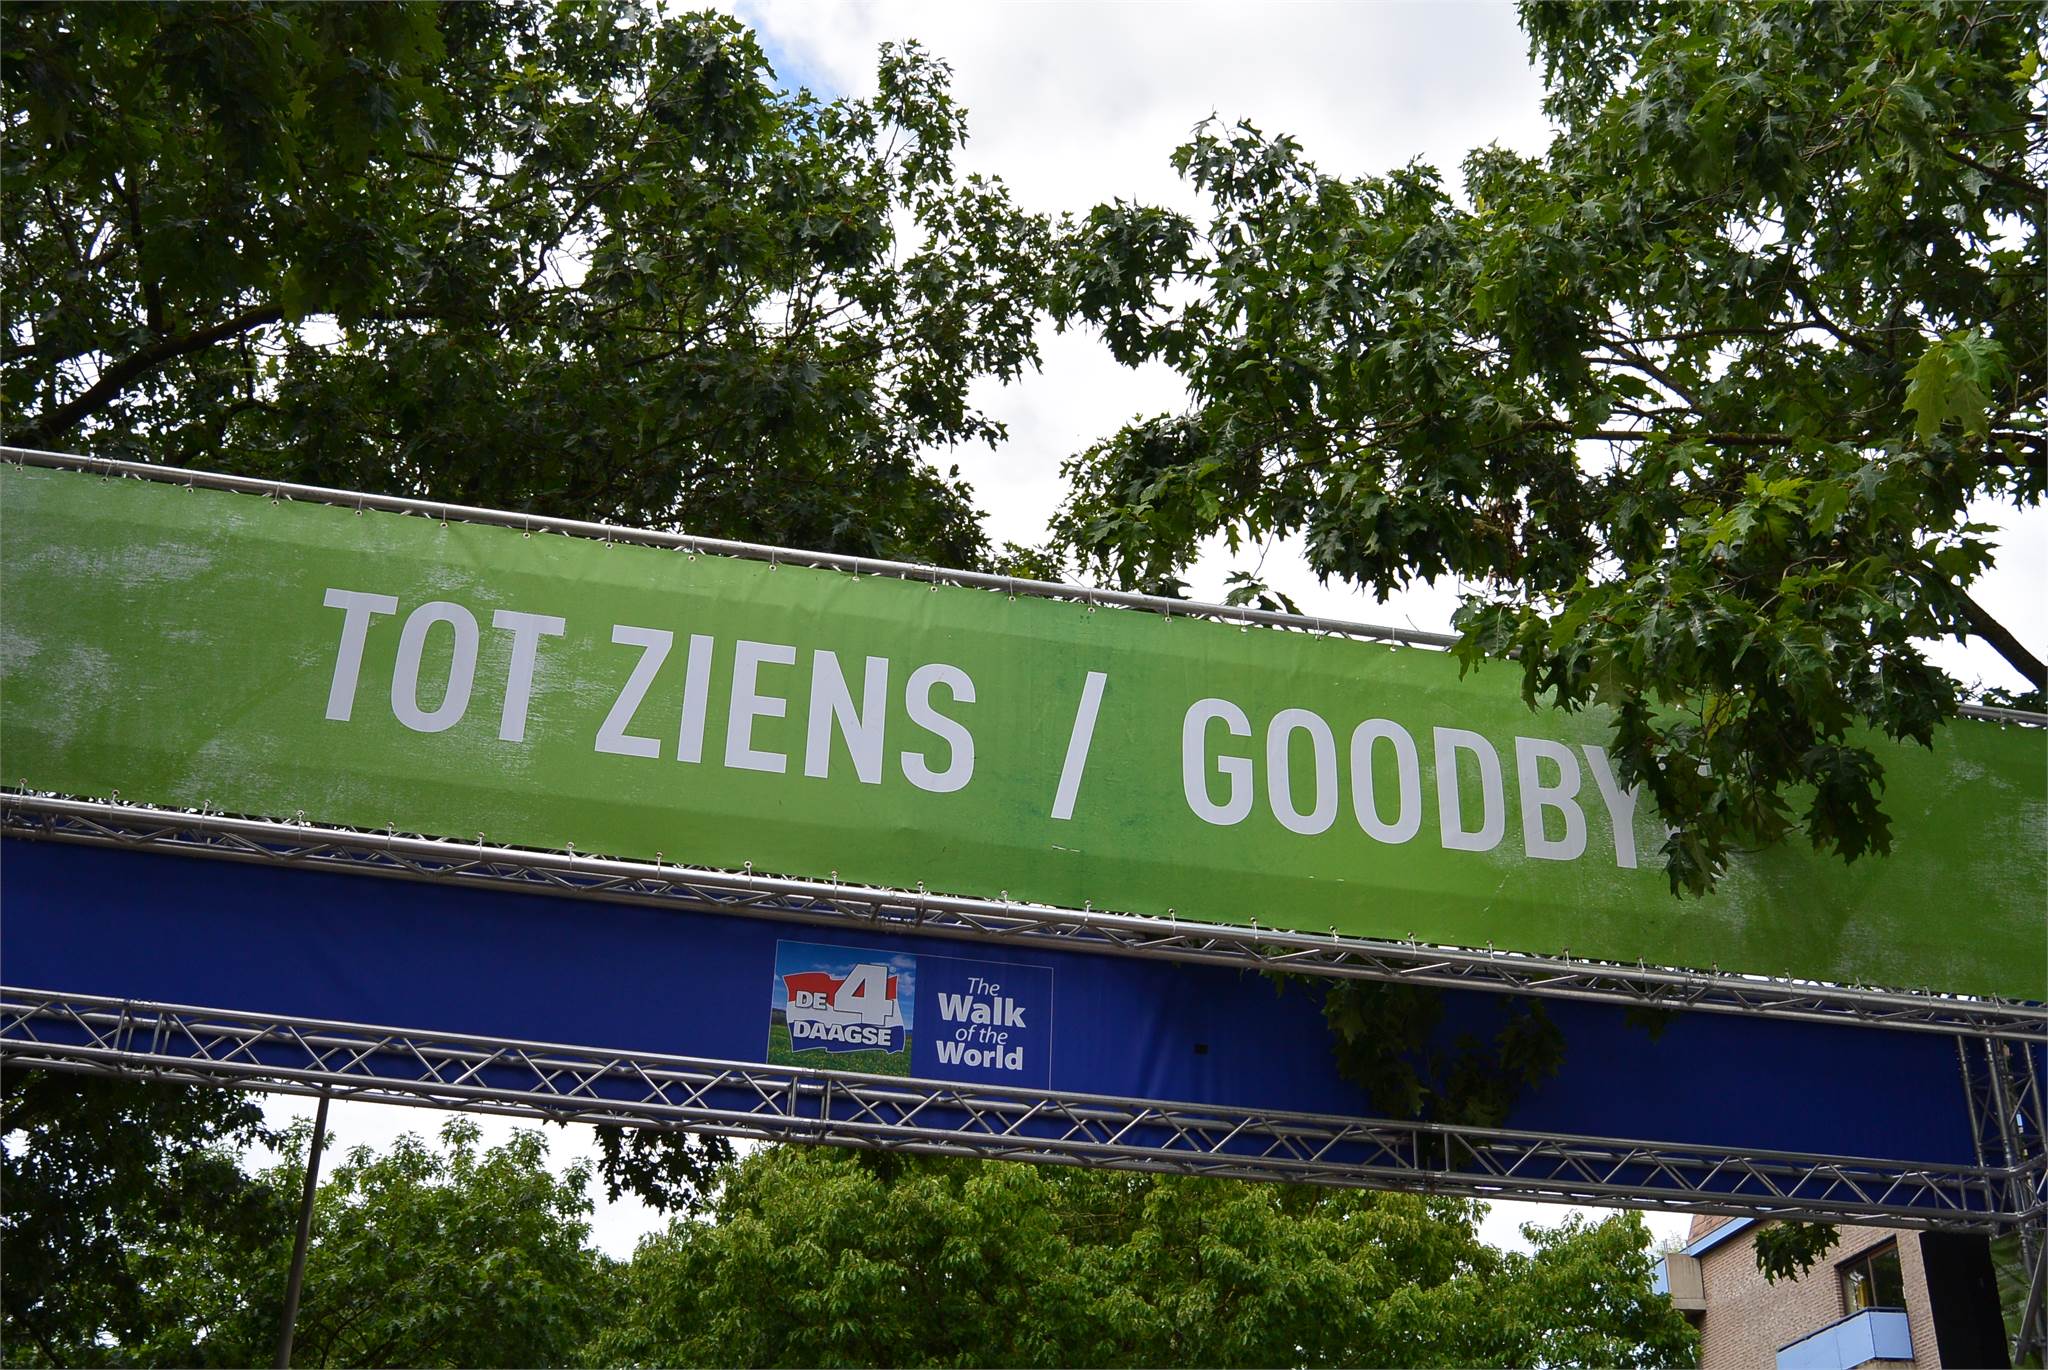 TOT ZIENS / GOODBY
DE 4
DAAGSE
The
Walk
of the
World